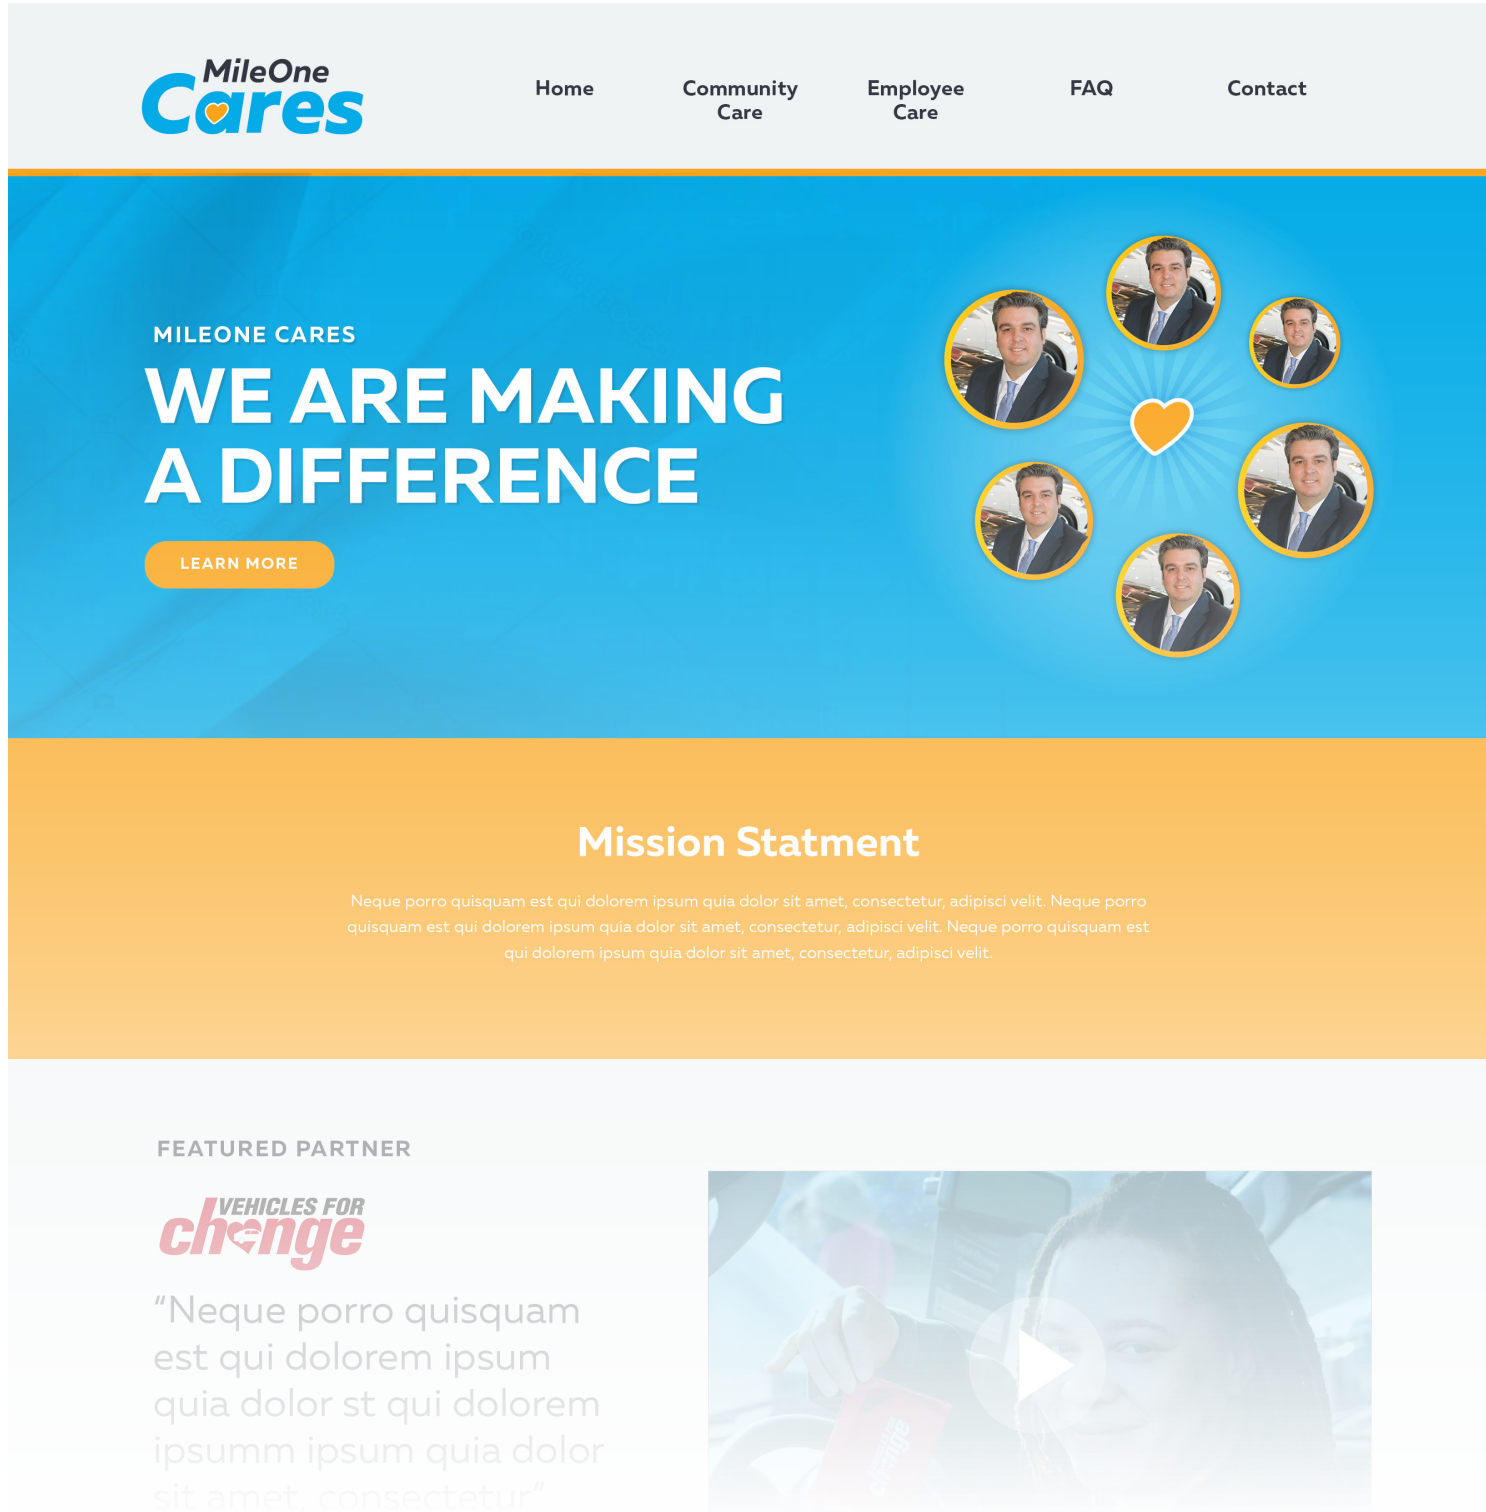 MileOne
Cares
Home
Community
Care
Employee
Care
FAQ
Contact
MILEONE CARES
WE ARE MAKING
A DIFFERENCE
LEARN MORE
Mission Statment
Neque porro quisquam est qui dolorem ipsum quia dolor sit amet, consectetur, adipisci velit. Neque porro
quisquam est qui dolorem ipsum quia dolor sit amet, consectetur, adipisci velit. Neque porro quisquam est
qui dolorem ipsum quia dolor sit amet, consectetur, adipisci velit.
FEATURED PARTNER
VEHICLES FOR
change
“Neque porro quisquam
est qui dolorem ipsum
quia dolor st qui dolorem
ipsumm ipsum quia dolor
sit amet, consectetur”
change